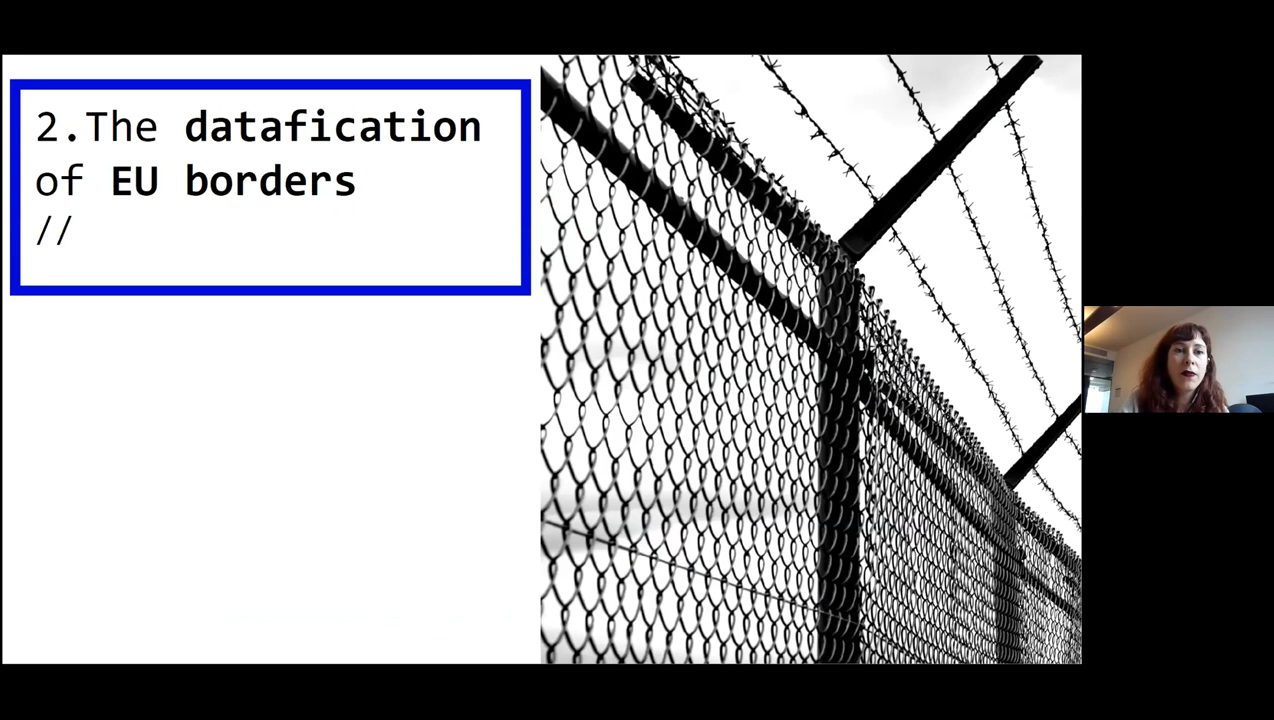 2.The datafication
of EU borders
//